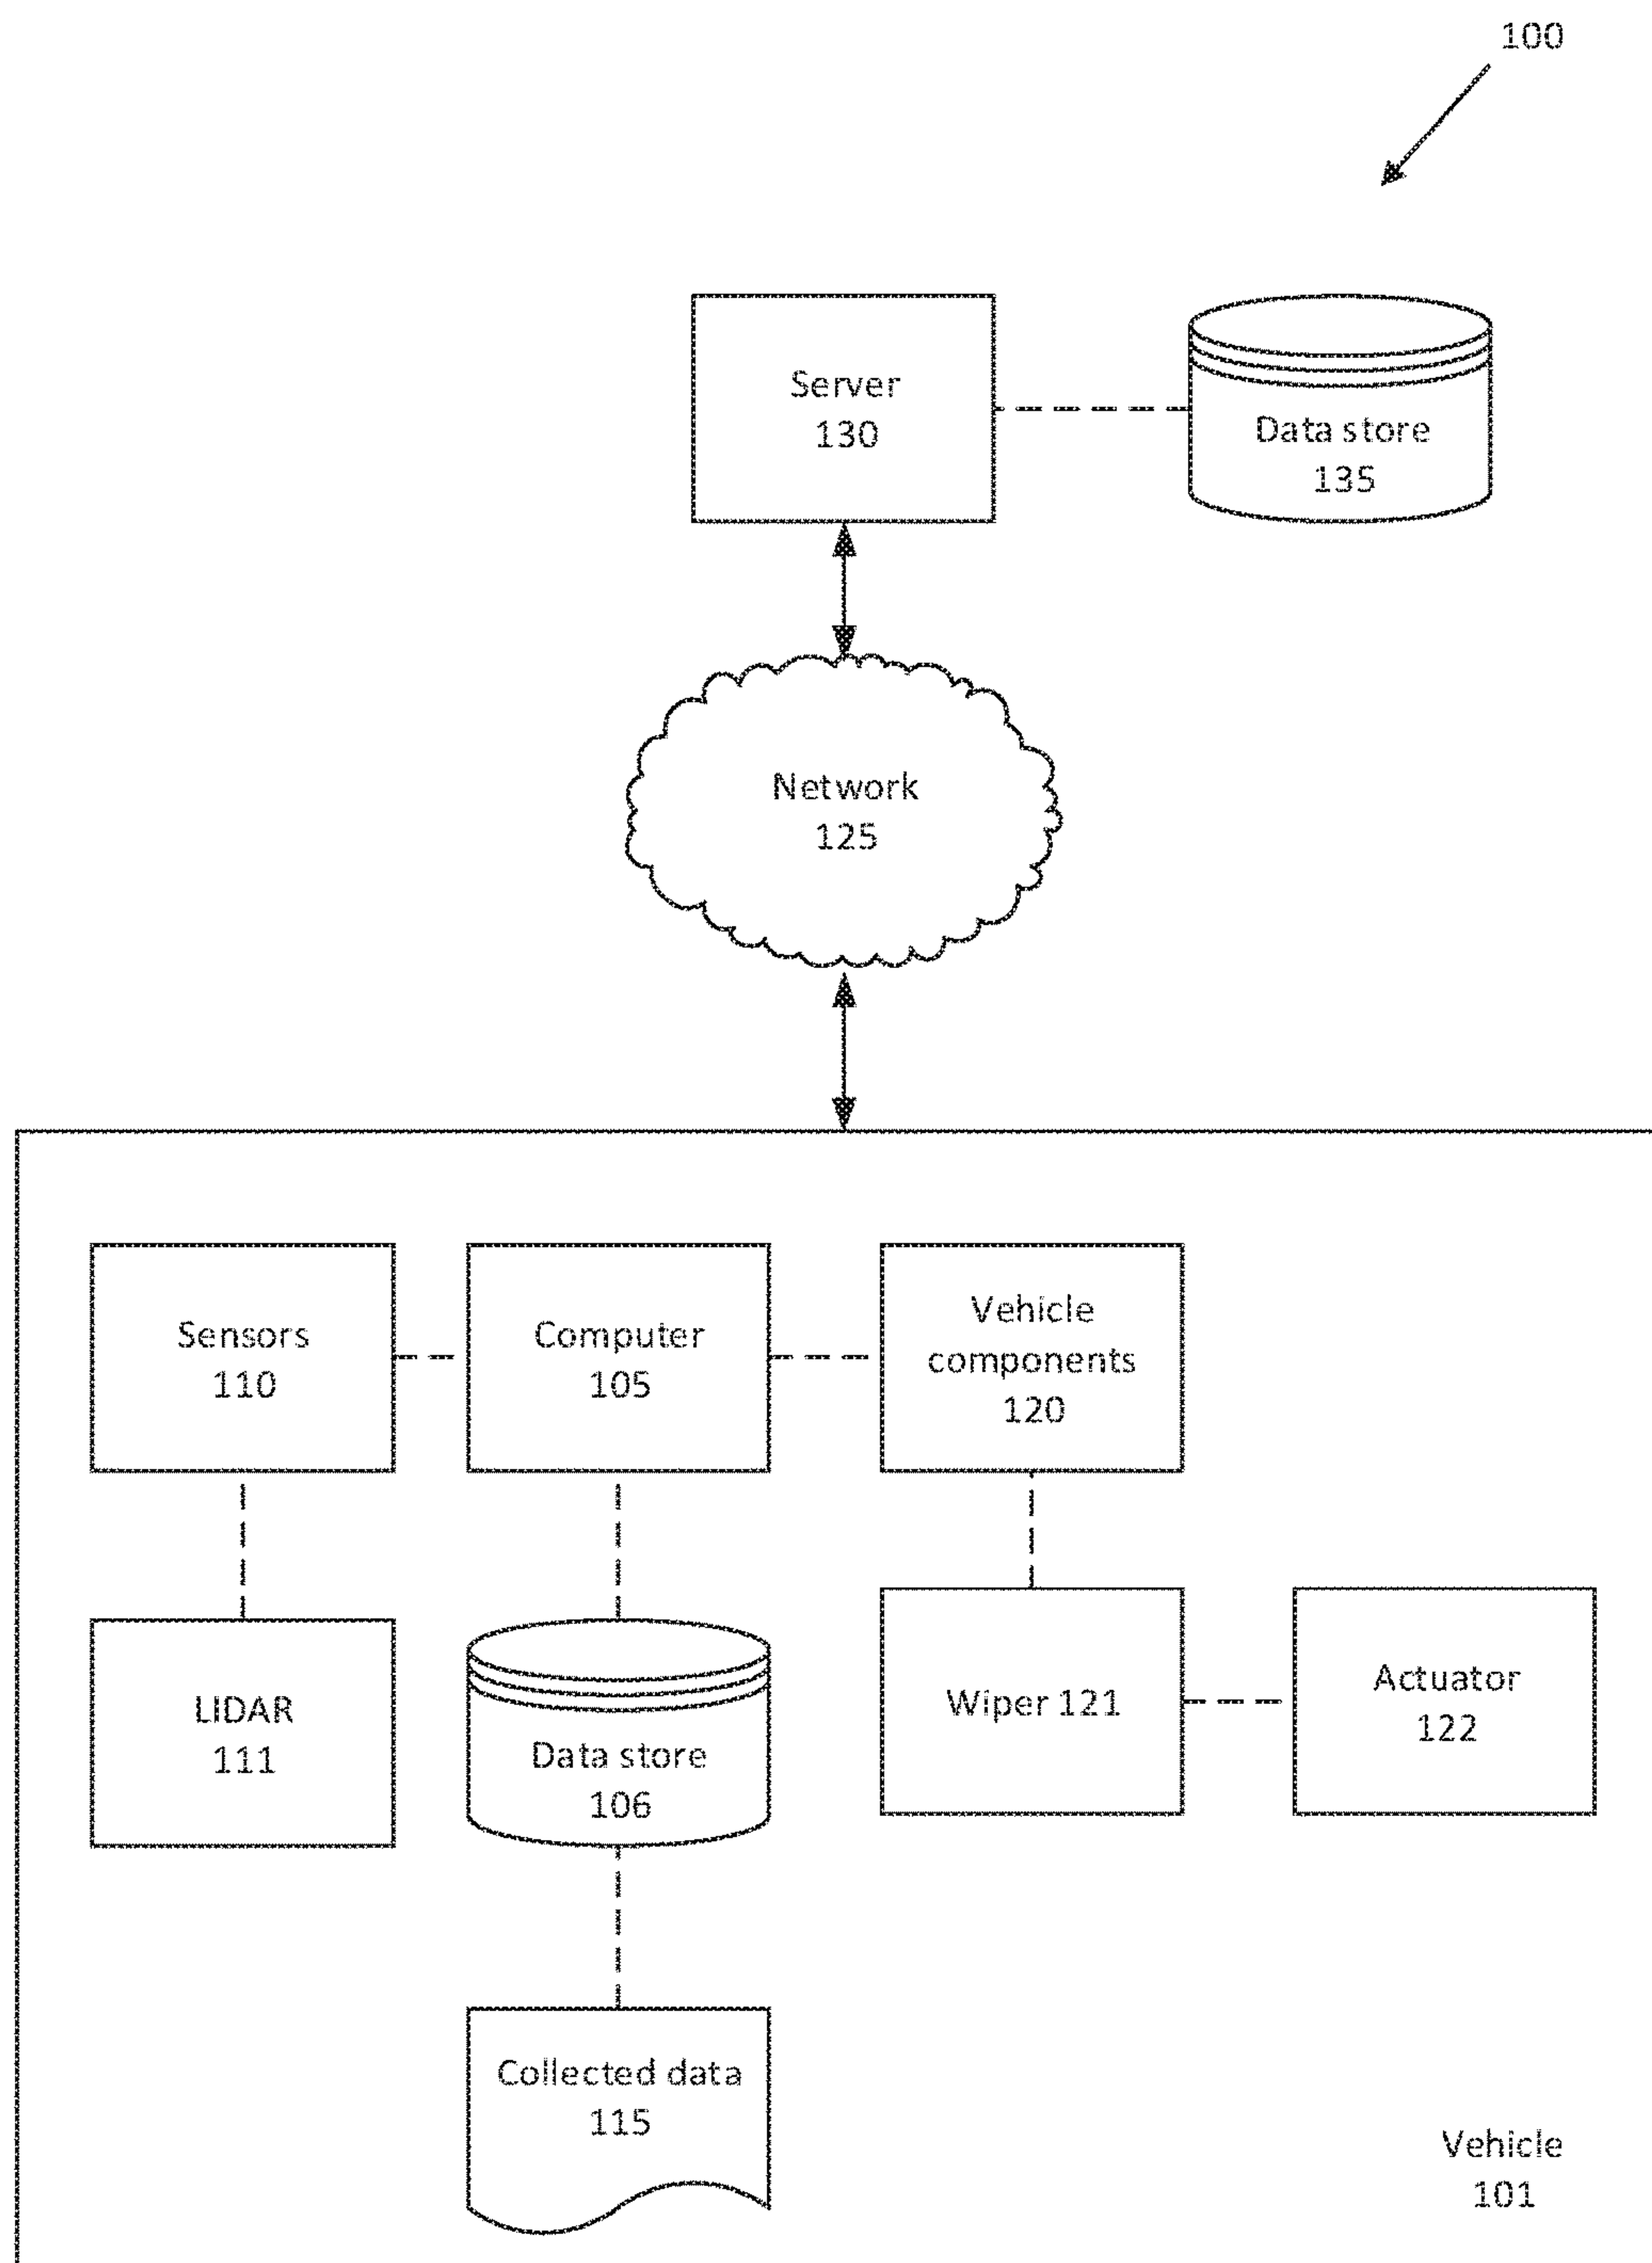 100
Server
130
Data store
135
Network
125
Sensors
110
Computer
105
Vehicle
components
120
LIDAR
111
Data store
106
Wiper 121
Actuator
122
Collected data
115
Vehicle
101